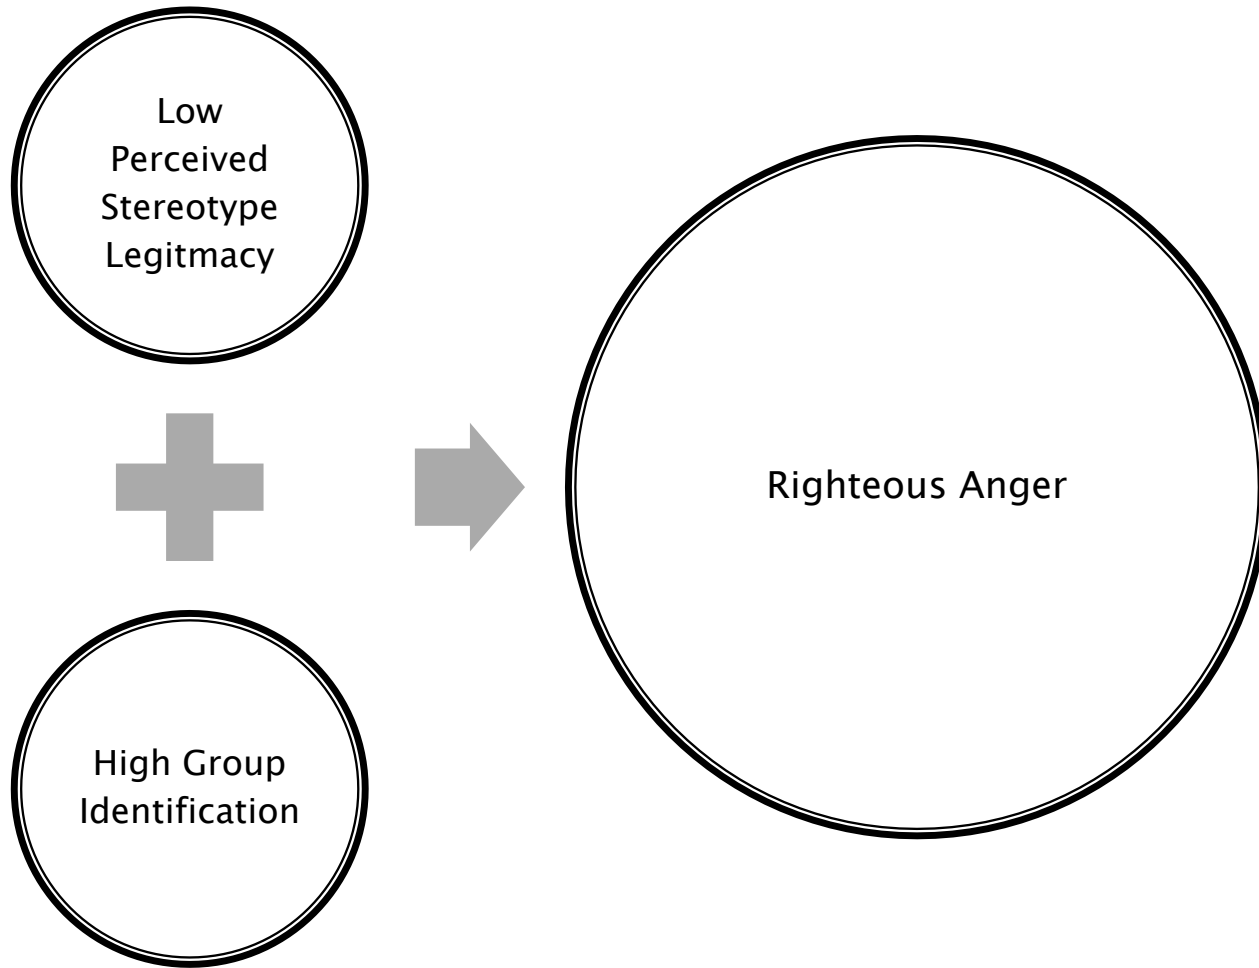 Low
Perceived
Stereotype
Legitmacy
High Group
Identification
Righteous Anger